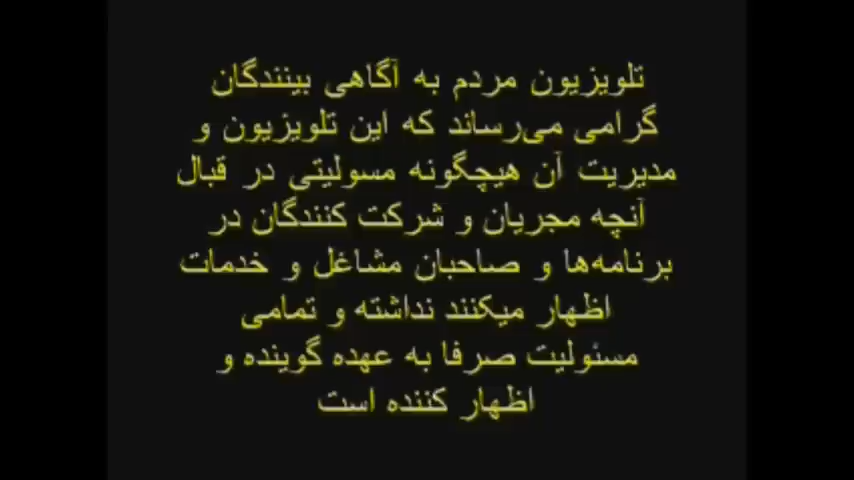 تلویزیون مردم به آگاهی بینندگان
گرامی می‌رساند که این تلویزیون و
مدیریت آن هیچگونه مسولیتی در قبال
آنچه مجریان و شرکت کنندگان در
برنامه‌ها و صاحبان مشاغل و خدمات
اظهار میکنند نداشته و تمامی
مسئولیت صرفا به عهده گوینده و
اظهار کننده است